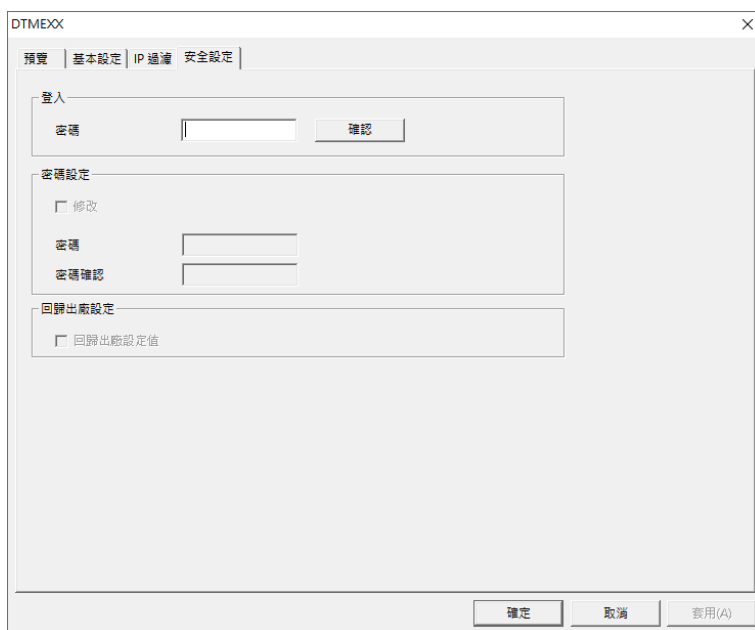 DTMEXX
預覽 基本設定 IP 過濾 安全設定
登入
密碼 確認
密碼設定
修改
密碼
密碼確認
回歸出廠設定
回歸出廠設定值
確定 取消 套用(A)